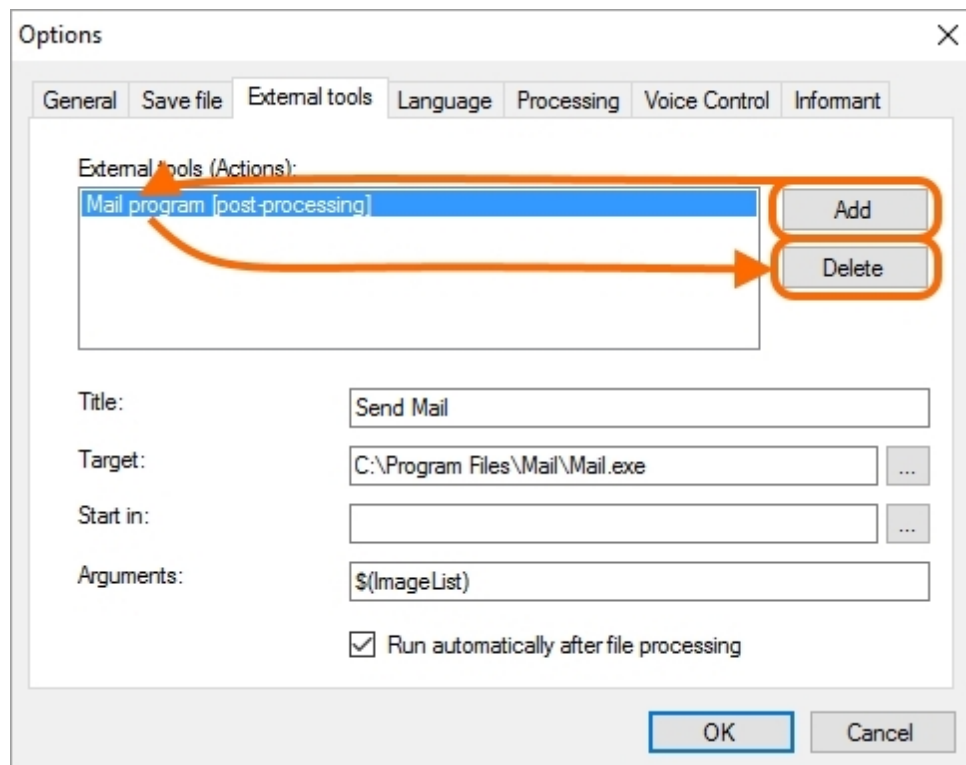 Options
General Save file External tools Language Processing Voice Control Informant
External tools (Actions):
Mail program [post-processing]
Add
Delete
Title: Send Mail
Target: C:\Program Files\Mail\Mail.exe ...
Start in: ...
Arguments: $(ImageList)
Run automatically after file processing
OK Cancel